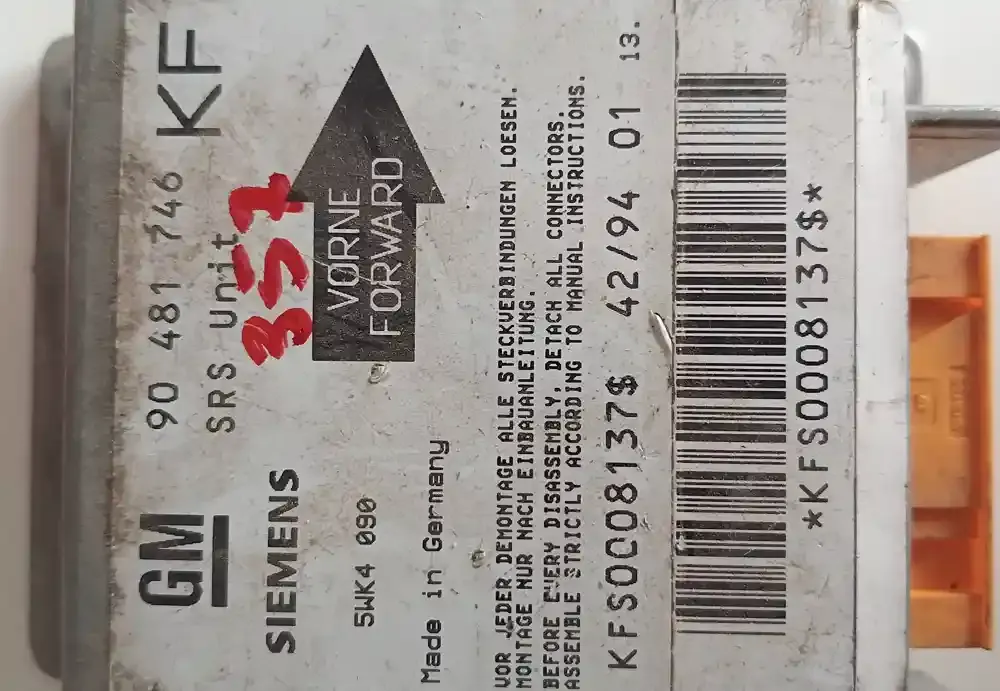 GM 90 481 746 KF
SRS Unit
357
SIEMENS
VORNE
FORWARD
5WK4 090
Made in Germany
VOR JEDER DEMONTAGE ALLE STECKVERBINDUNGEN LOESEN.
MONTAGE NUR NACH EINBAUANLEITUNG.
BEFORE EVERY DISASSEMBLY, DETACH ALL CONNECTORS.
ASSEMBLE STRICTLY ACCORDING TO MANUAL INSTRUCTIONS.
KFS0008137$ 42/94 01 13.
*KFS0008137$*